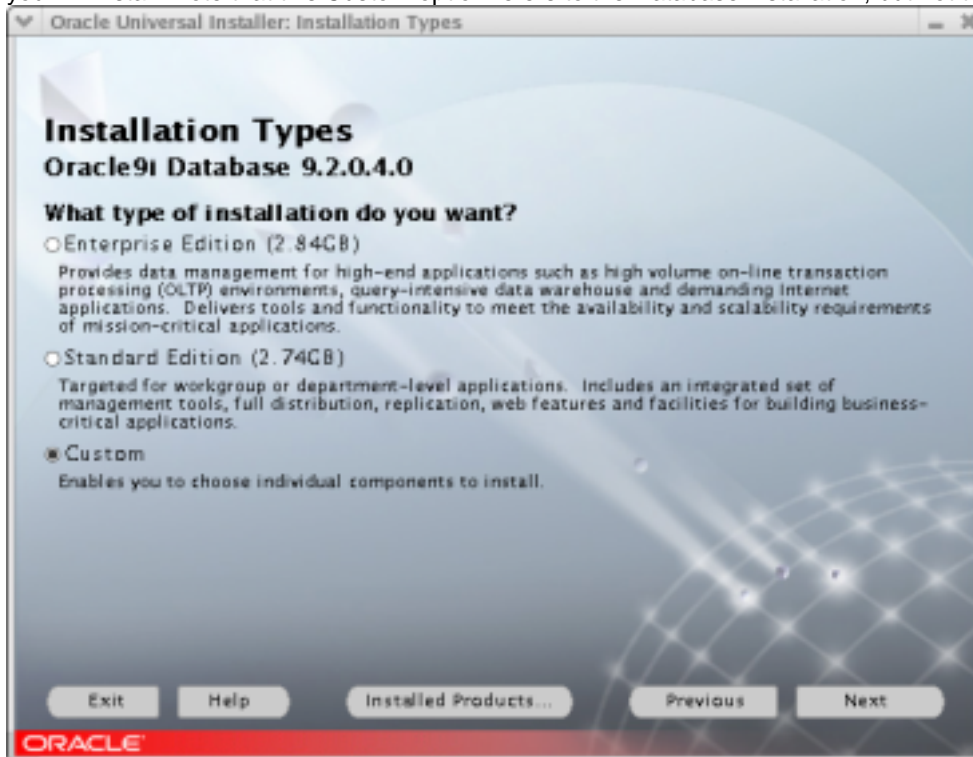 Oracle Universal Installer: Installation Types
Installation Types
Oracle9i Database 9.2.0.4.0
What type of installation do you want?
Enterprise Edition (2.84GB)
Provides data management for high-end applications such as high volume on-line transaction
processing (OLTP) environments, query-intensive data warehouse and demanding Internet
applications. Delivers tools and functionality to meet the availability and scalability requirements
of mission-critical applications.
Standard Edition (2.74GB)
Targeted for workgroup or department-level applications. Includes an integrated set of
management tools, full distribution, replication, web features and facilities for building business-
critical applications.
Custom
Enables you to choose individual components to install.
Exit Help Installed Products... Previous Next
ORACLE